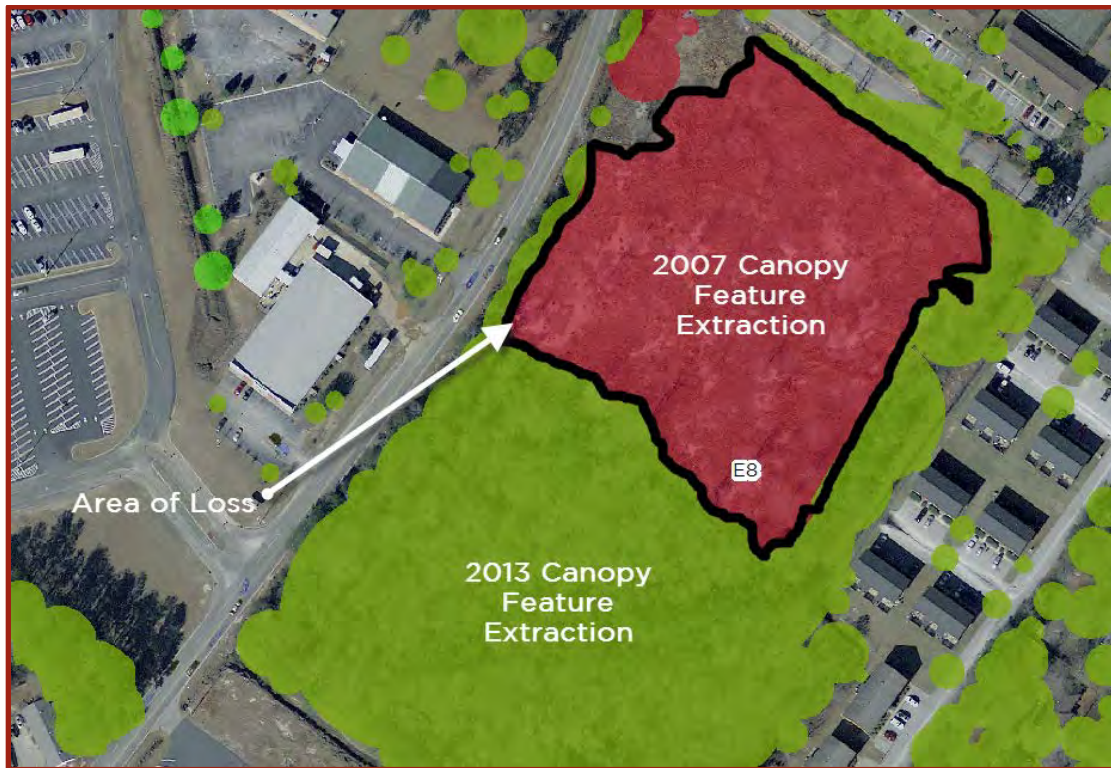 2007 Canopy
Feature
Extraction
E8
Area of Loss
2013 Canopy
Feature
Extraction